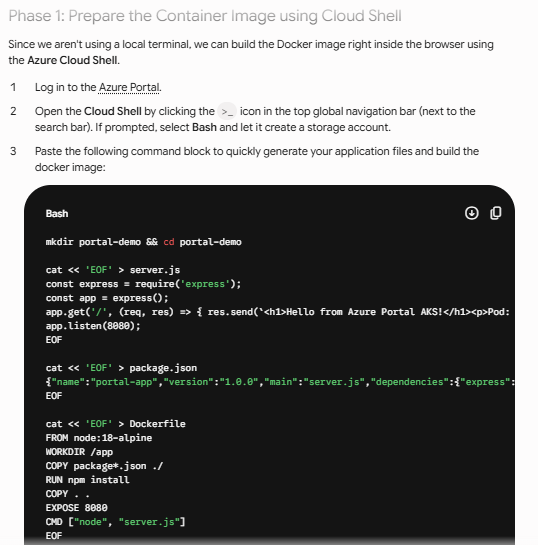 Phase 1: Prepare the Container Image using Cloud Shell
Since we aren't using a local terminal, we can build the Docker image right inside the browser using
the Azure Cloud Shell.
1 Log in to the Azure Portal.
2 Open the Cloud Shell by clicking the >_ icon in the top global navigation bar (next to the
search bar). If prompted, select Bash and let it create a storage account.
3 Paste the following command block to quickly generate your application files and build the
docker image:
Bash
mkdir portal-demo && cd portal-demo
cat << 'EOF' > server.js
const express = require('express');
const app = express();
app.get('/', (req, res) => { res.send(`<h1>Hello from Azure Portal AKS!</h1><p>Pod:
app.listen(8080);
EOF
cat << 'EOF' > package.json
{"name":"portal-app","version":"1.0.0","main":"server.js","dependencies":{"express":
EOF
cat << 'EOF' > Dockerfile
FROM node:18-alpine
WORKDIR /app
COPY package*.json ./
RUN npm install
COPY . .
EXPOSE 8080
CMD ["node", "server.js"]
EOF